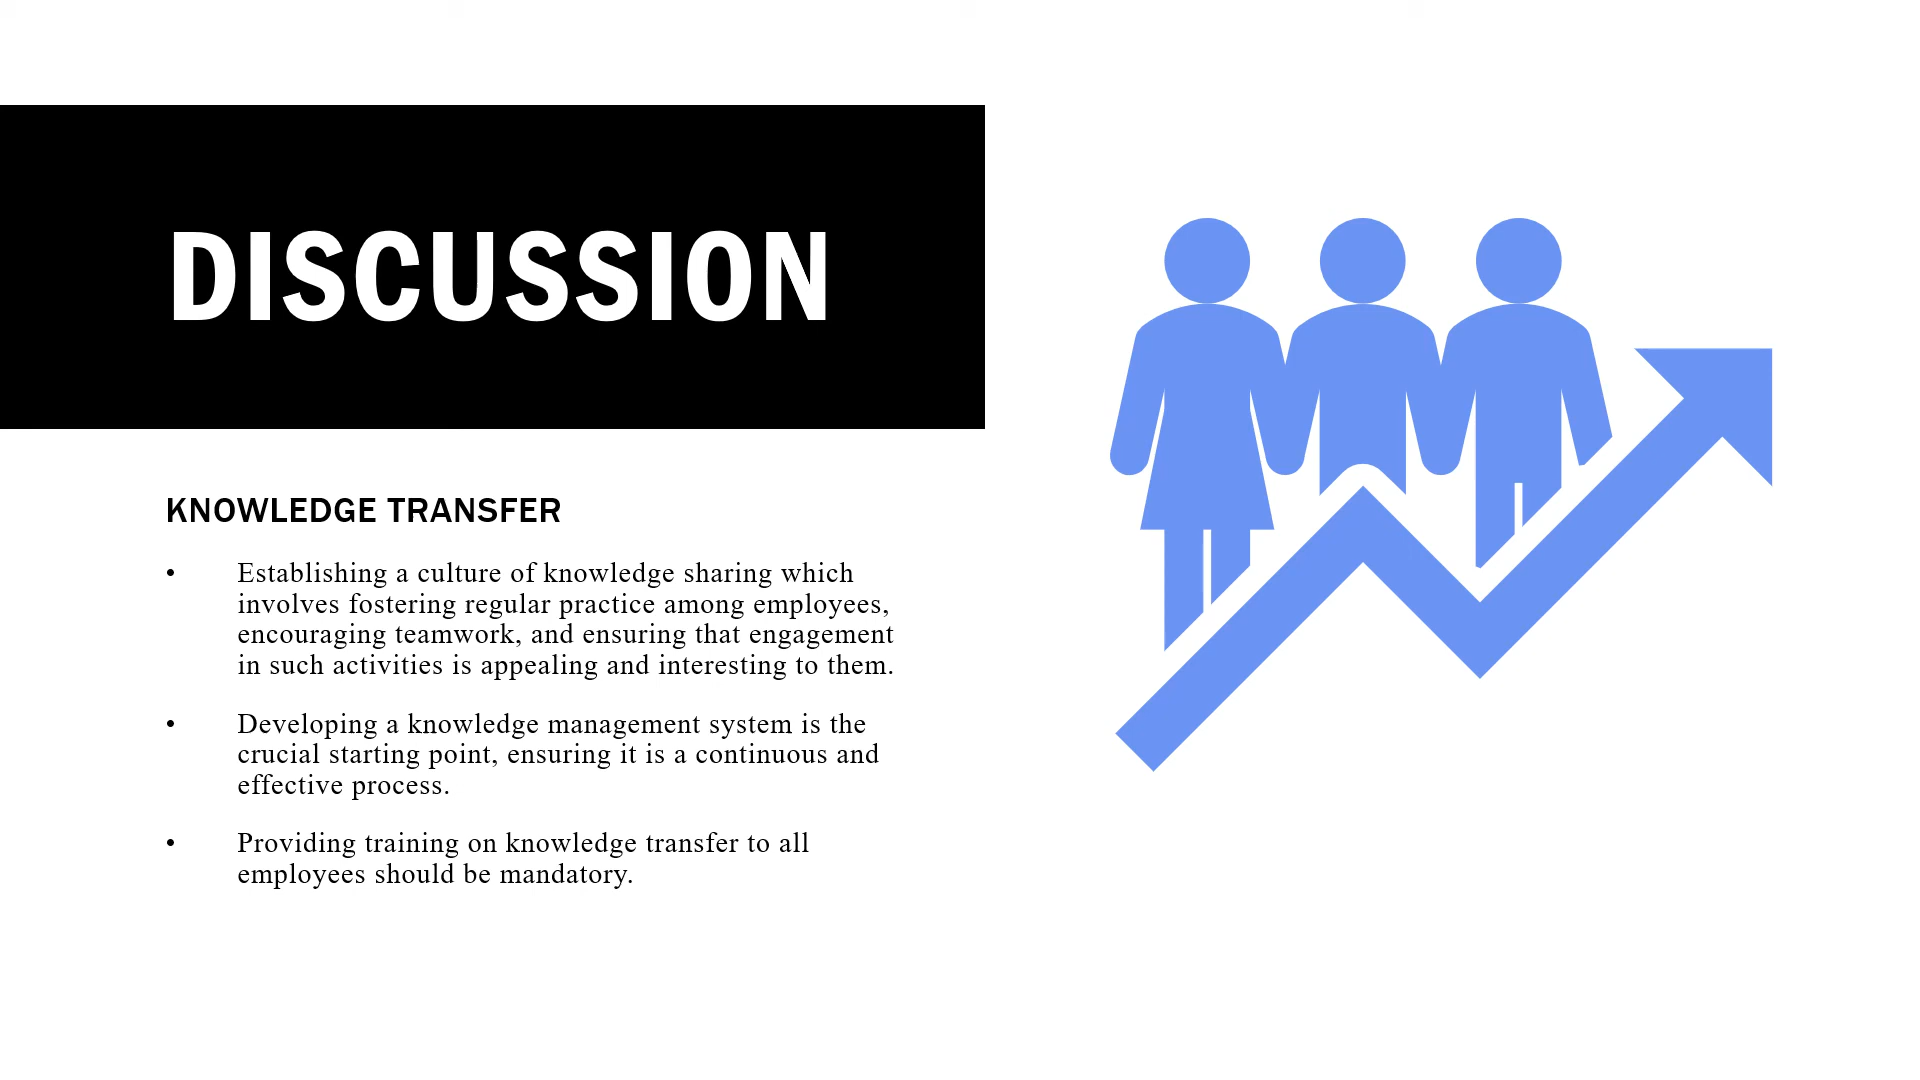 DISCUSSION
KNOWLEDGE TRANSFER
• Establishing a culture of knowledge sharing which
involves fostering regular practice among employees,
encouraging teamwork, and ensuring that engagement
in such activities is appealing and interesting to them.
• Developing a knowledge management system is the
crucial starting point, ensuring it is a continuous and
effective process.
• Providing training on knowledge transfer to all
employees should be mandatory.